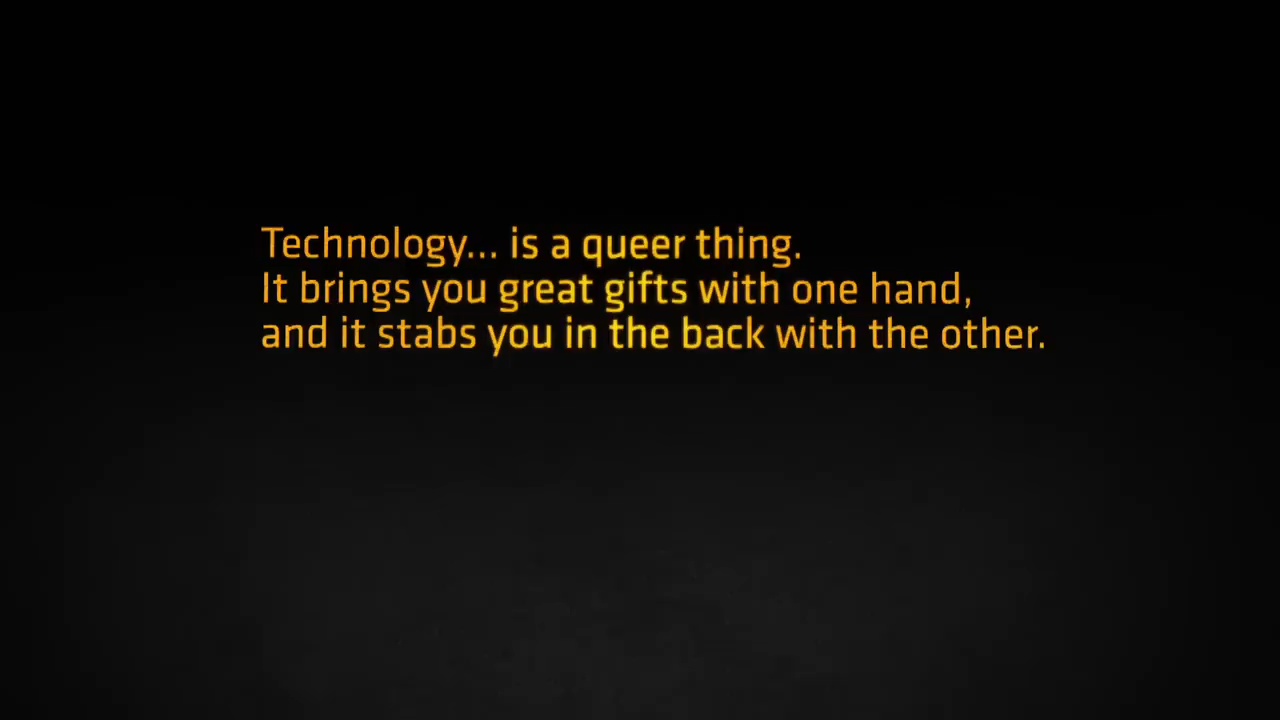 Technology... is a queer thing.
It brings you great gifts with one hand,
and it stabs you in the back with the other.